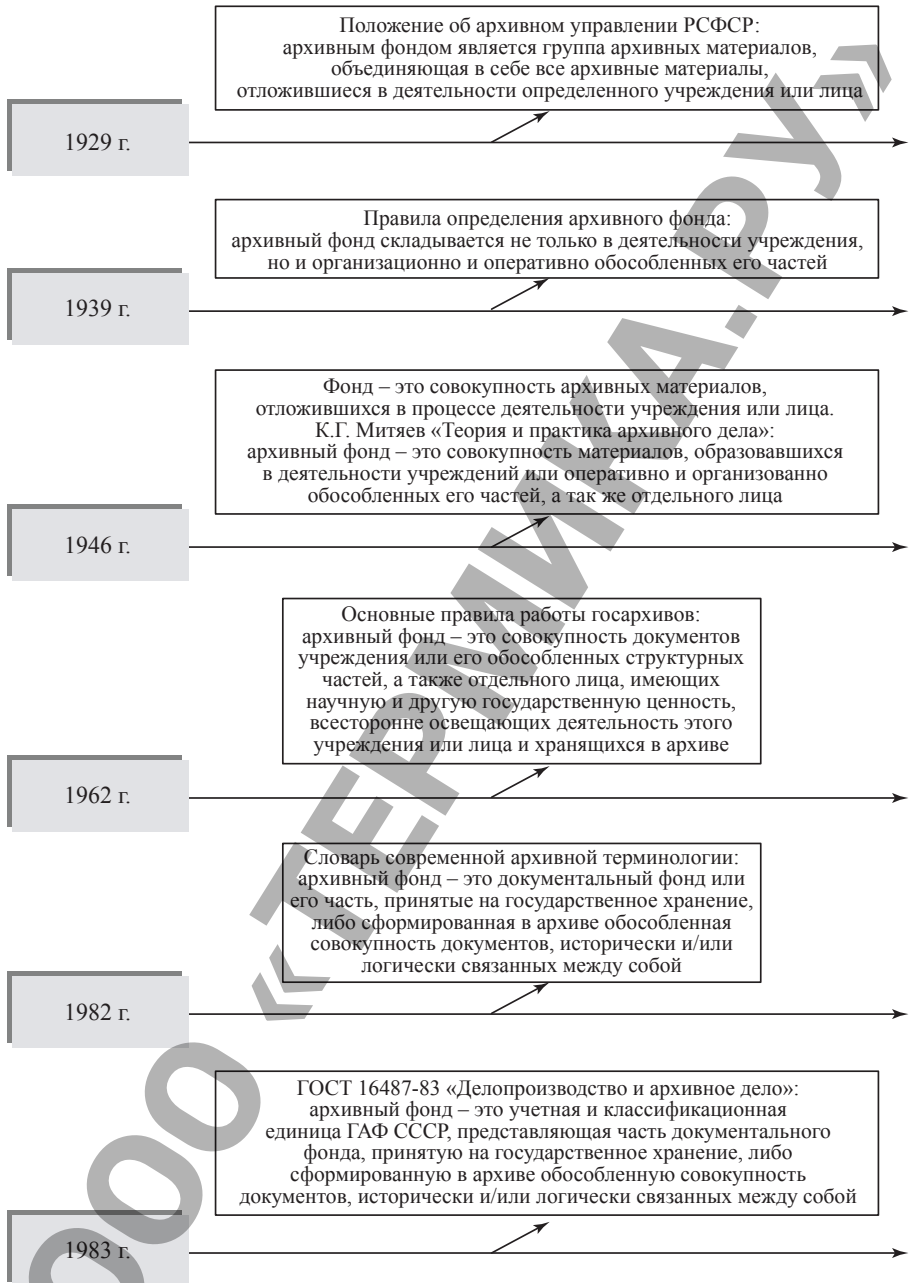 Положение об архивном управлении РСФСР:
архивным фондом является группа архивных материалов,
объединяющая в себе все архивные материалы,
отложившиеся в деятельности определенного учреждения или лица
1929 г.
Правила определения архивного фонда:
архивный фонд складывается не только в деятельности учреждения,
но и организационно и оперативно обособленных его частей
1939 г.
Фонд – это совокупность архивных материалов,
отложившихся в процессе деятельности учреждения или лица.
К.Г. Митяев «Теория и практика архивного дела»:
архивный фонд – это совокупность материалов, образовавшихся
в деятельности учреждений или оперативно и организованно
обособленных его частей, а так же отдельного лица
1946 г.
Основные правила работы госархивов:
архивный фонд – это совокупность документов
учреждения или его обособленных структурных
частей, а также отдельного лица, имеющих
научную и другую государственную ценность,
всесторонне освещающих деятельность этого
учреждения или лица и хранящихся в архиве
1962 г.
Словарь современной архивной терминологии:
архивный фонд – это документальный фонд или
его часть, принятые на государственное хранение,
либо сформированная в архиве обособленная
совокупность документов, исторически и/или
логически связанных между собой
1982 г.
ГОСТ 16487-83 «Делопроизводство и архивное дело»:
архивный фонд – это учетная и классификационная
единица ГАФ СССР, представляющая часть документального
фонда, принятую на государственное хранение, либо
сформированную в архиве обособленную совокупность
документов, исторически и/или логически связанных между собой
1983 г.
ООО «ТЕРМИКА.РУ»